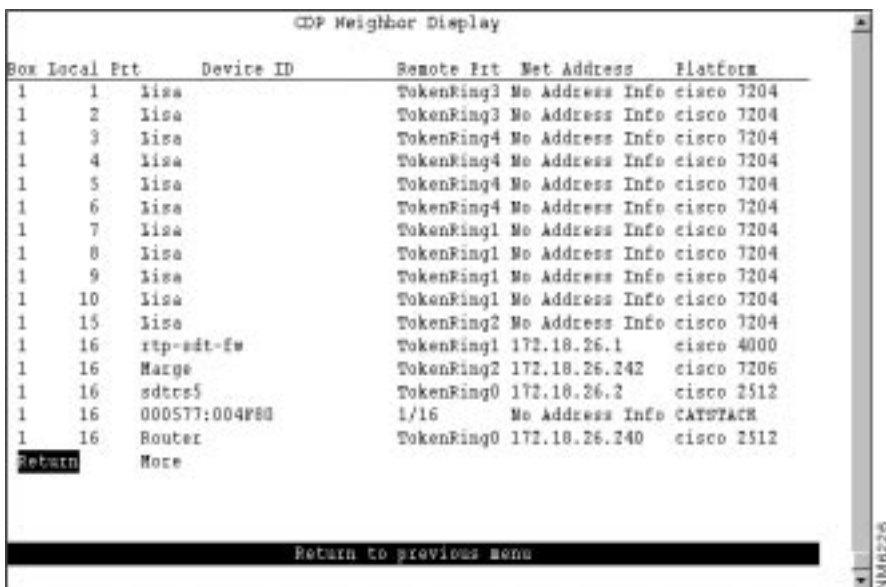 CDP Neighbor Display
Box Local Prt Device ID Remote Prt Net Address Platform
1 1 Lisa TokenRing3 No Address Info cisco 7204
1 2 Lisa TokenRing3 No Address Info cisco 7204
1 3 Lisa TokenRing4 No Address Info cisco 7204
1 4 Lisa TokenRing4 No Address Info cisco 7204
1 5 Lisa TokenRing4 No Address Info cisco 7204
1 6 Lisa TokenRing4 No Address Info cisco 7204
1 7 Lisa TokenRing1 No Address Info cisco 7204
1 8 Lisa TokenRing1 No Address Info cisco 7204
1 9 Lisa TokenRing1 No Address Info cisco 7204
1 10 Lisa TokenRing1 No Address Info cisco 7204
1 15 Lisa TokenRing2 No Address Info cisco 7204
1 16 rtp-sdt-fw TokenRing1 172.18.26.1 cisco 4000
1 16 Marge TokenRing2 172.18.26.242 cisco 7206
1 16 sdtrs5 TokenRing0 172.18.26.2 cisco 2512
1 16 1/16 No Address Info CATSTACK
1 16 Router TokenRing0 172.18.26.240 cisco 2512
Return More
Return to previous menu
NM6226